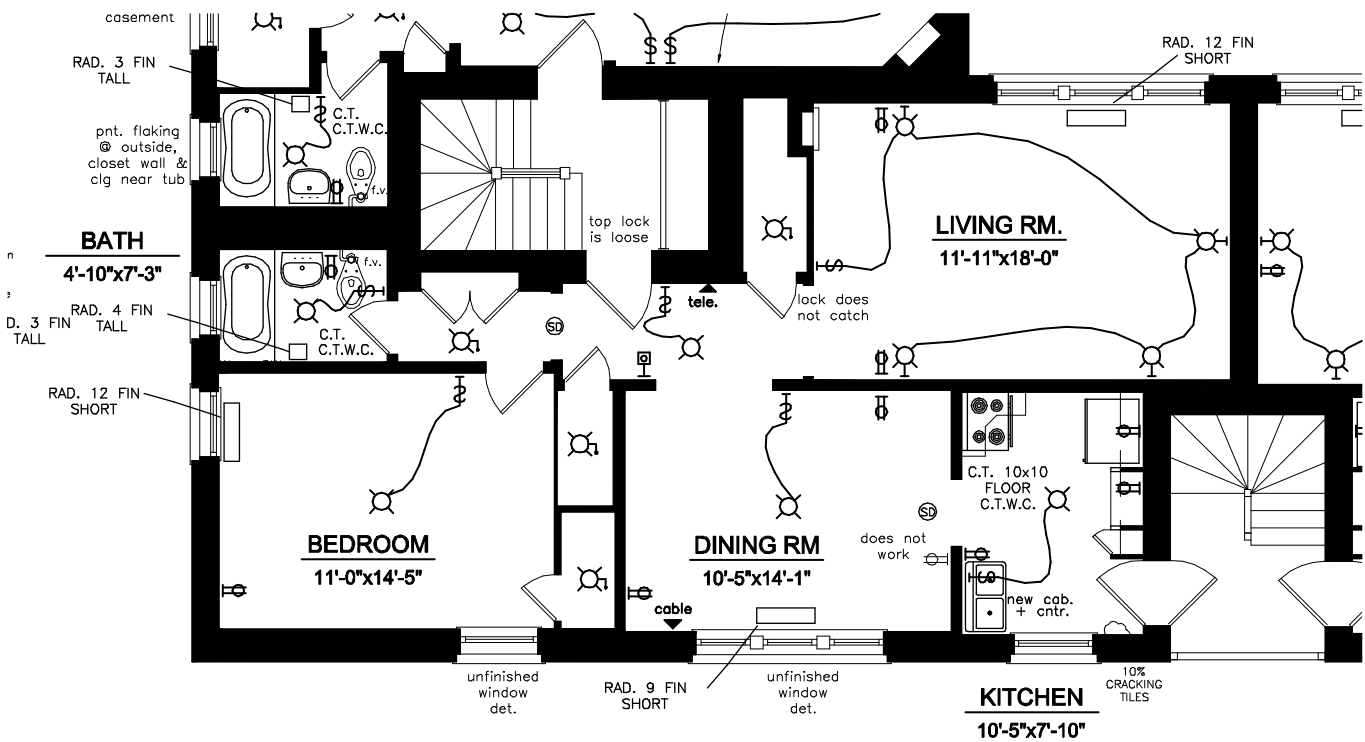 casement
RAD. 3 FIN
TALL
pnt. flaking
@ outside,
closet wall &
clg near tub
C.T.
C.T.W.C.
f.v.
RAD. 12 FIN
SHORT
top lock
is loose
LIVING RM.
11'-11"x18'-0"
BATH
4'-10"x7'-3"
n
e
D. 3 FIN
TALL
RAD. 4 FIN
TALL
f.v.
C.T.
C.T.W.C.
SD
tele.
lock does
not catch
RAD. 12 FIN
SHORT
BEDROOM
11'-0"x14'-5"
DINING RM
10'-5"x14'-1"
cable
SD
does not
work
C.T. 10x10
FLOOR
C.T.W.C.
new cab.
+ cntr.
unfinished
window
det.
RAD. 9 FIN
SHORT
unfinished
window
det.
KITCHEN
10'-5"x7'-10"
10%
CRACKING
TILES